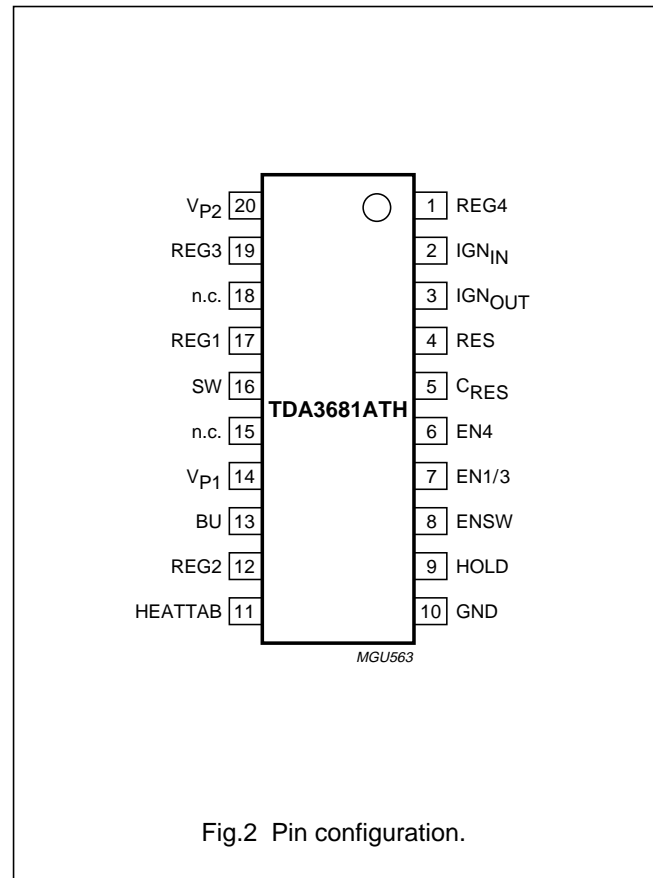 V_P2 20 1 REG4
REG3 19 2 IGN_IN
n.c. 18 3 IGN_OUT
REG1 17 4 RES
SW 16 5 C_RES
TDA3681ATH
n.c. 15 6 EN4
V_P1 14 7 EN1/3
BU 13 8 ENSW
REG2 12 9 HOLD
HEATTAB 11 10 GND
MGU563
Fig.2 Pin configuration.